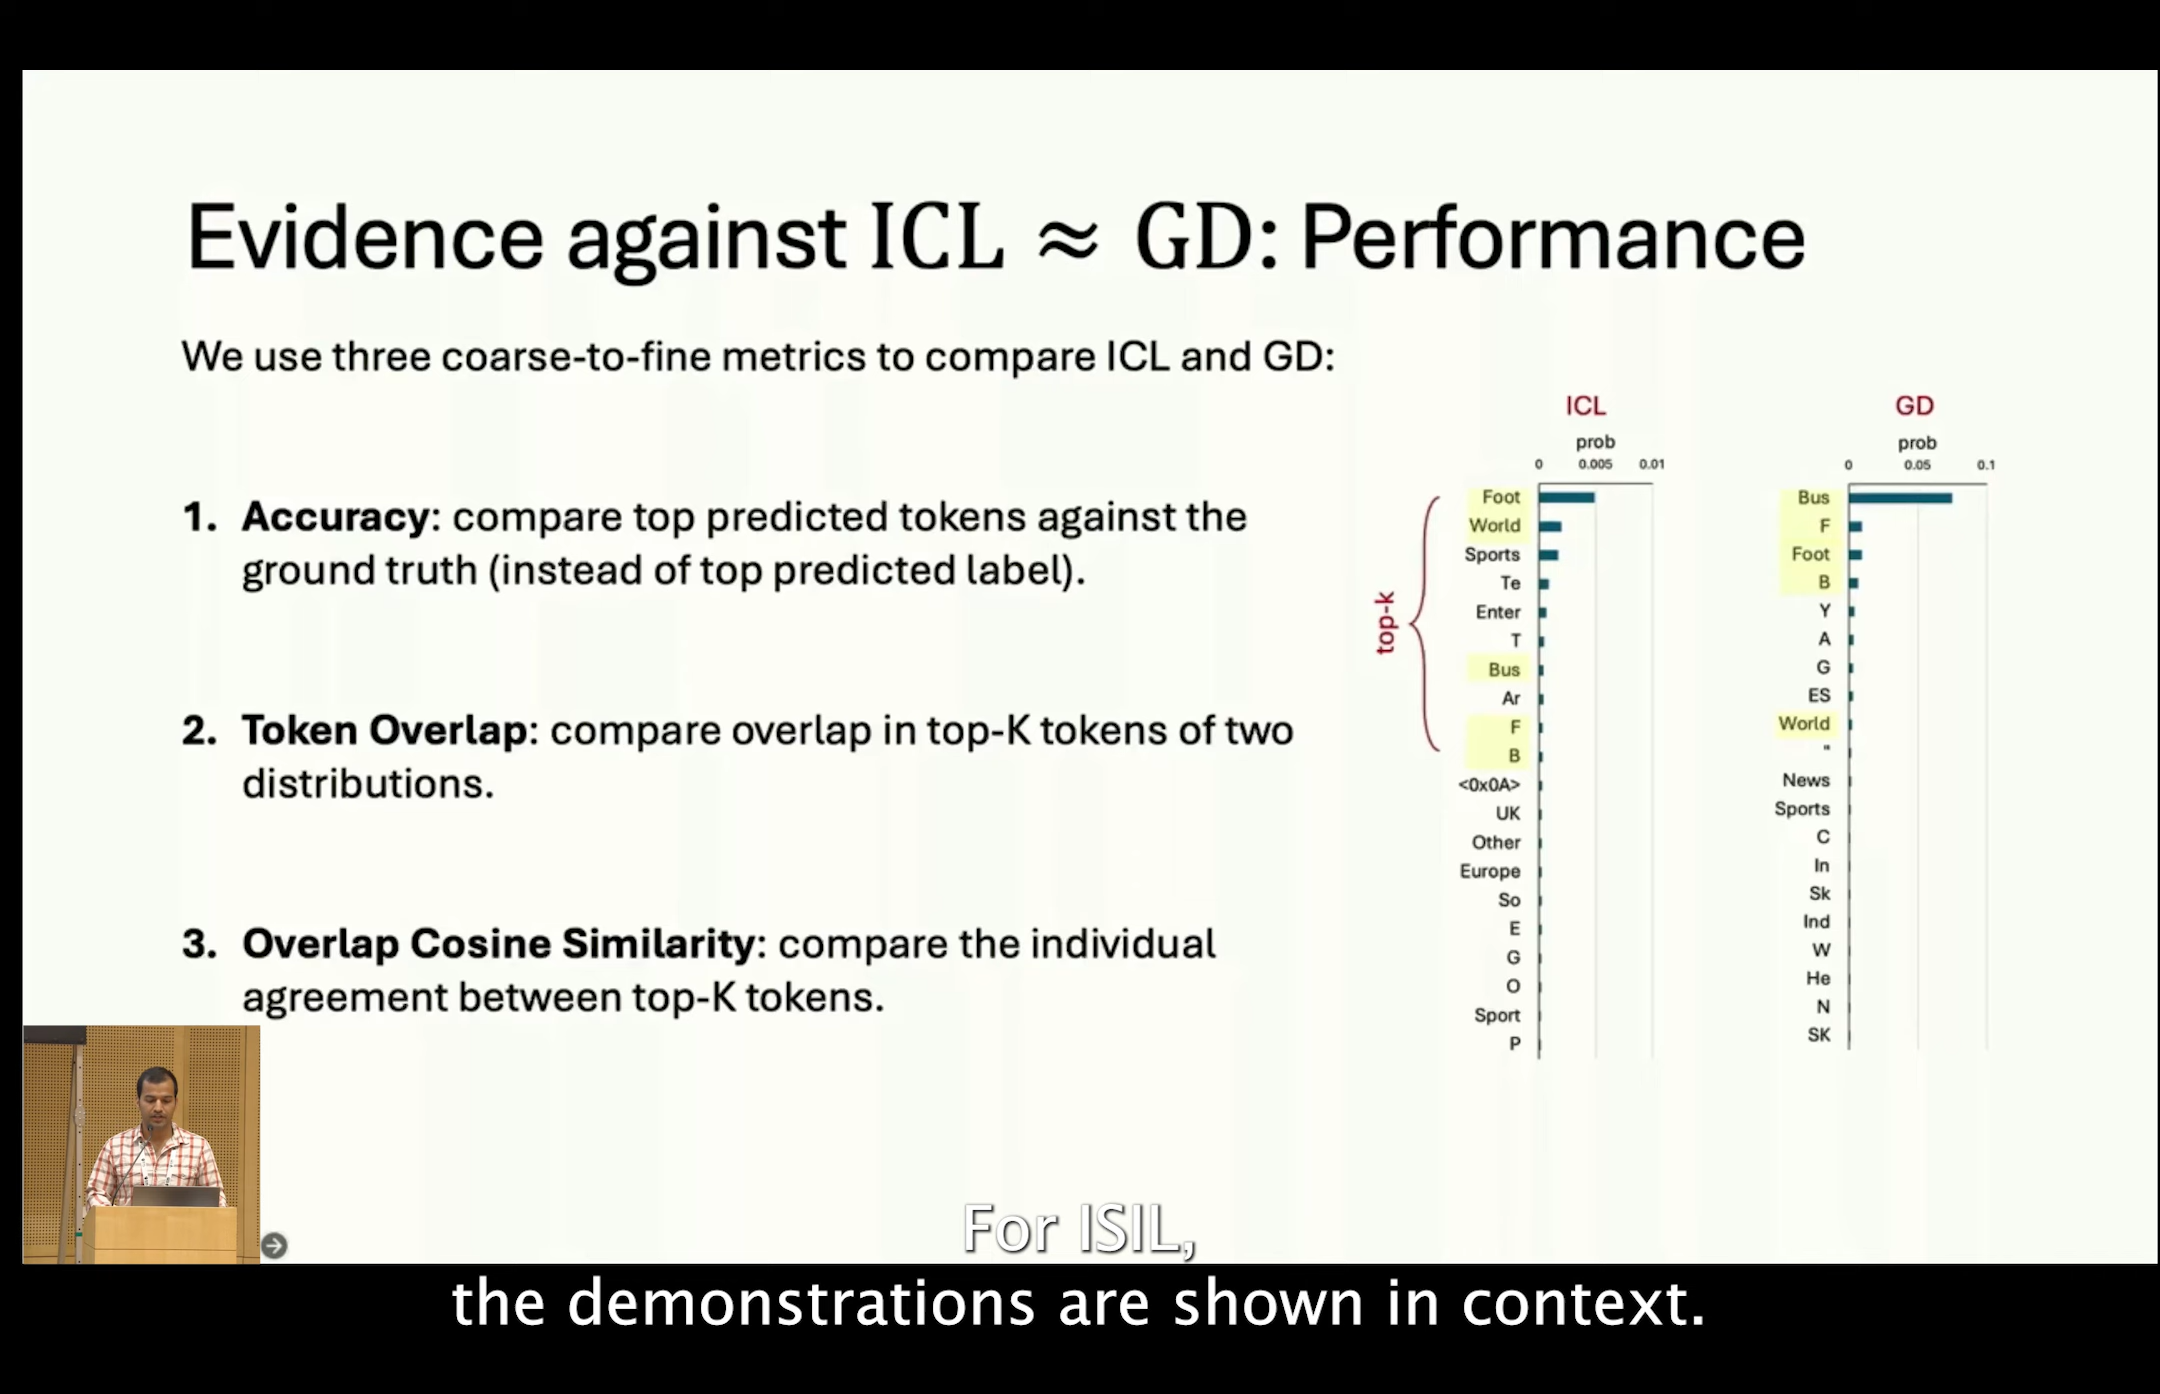 Evidence against ICL ≈ GD: Performance
We use three coarse-to-fine metrics to compare ICL and GD:
1. Accuracy: compare top predicted tokens against the
ground truth (instead of top predicted label).
2. Token Overlap: compare overlap in top-K tokens of two
distributions.
3. Overlap Cosine Similarity: compare the individual
agreement between top-K tokens.
top-k
ICL
prob
0 0.005 0.01
Foot
World
Sports
Te
Enter
T
Bus
Ar
F
B
<0x0A>
UK
Other
Europe
So
E
G
O
Sport
P
GD
prob
0 0.05 0.1
Bus
F
Foot
B
Y
A
G
ES
World
"
News
Sports
C
In
Sk
Ind
W
He
N
SK
For ISIL,
the demonstrations are shown in context.